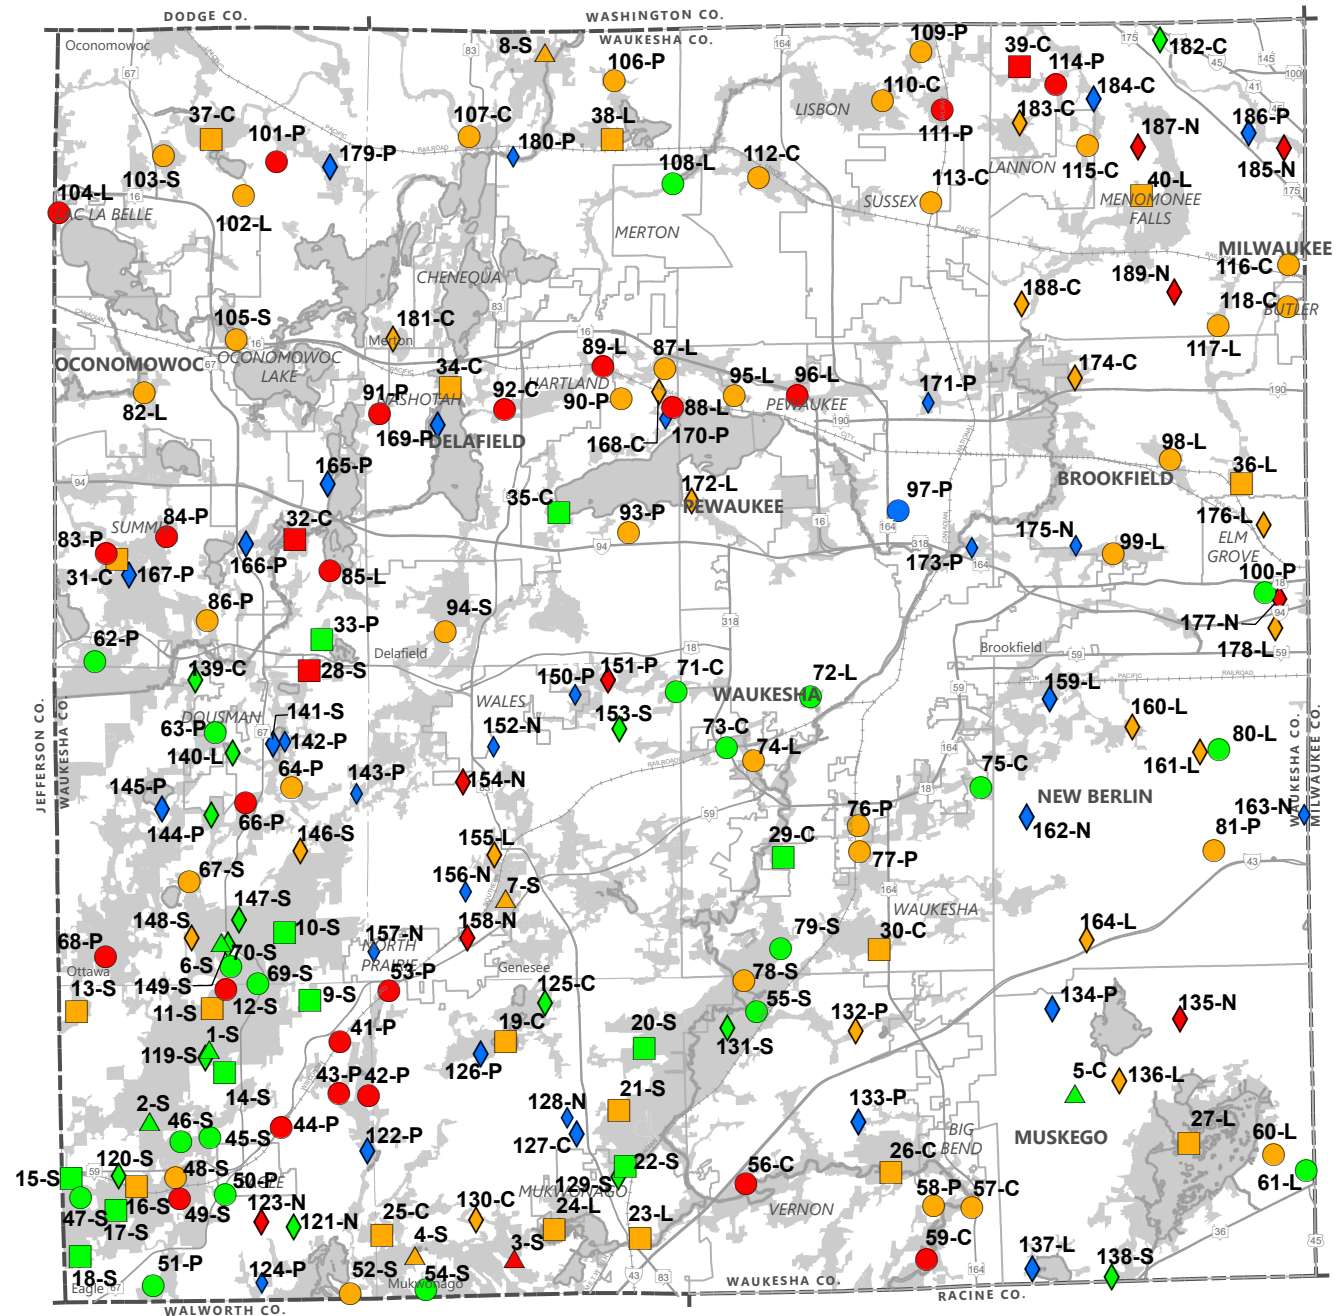 DODGE CO.
WASHINGTON CO.
WAUKESHA CO.
Oconomowoc
8-S
109-P
39-C
182-C
106-P
114-P
110-C
184-C
37-C
101-P
107-C
38-L
111-P
183-C
187-N
186-P
LISBON
179-P
180-P
103-S
108-L
112-C
LANNON
115-C
185-N
104-L
LAC LA BELLE
102-L
113-C
SUSSEX
40-L
MENOMONEE
FALLS
MERTON
MILWAUKEE
116-C
CHENEQUA
189-N
188-C
118-C
BUTLER
105-S
181-C
Merton
117-L
OCONOMOWOC
OCONOMOWOC
LAKE
89-L
87-L
174-C
34-C
HARTLAND
82-L
91-P
NASHOTAH
92-C
90-P
88-L
95-L
96-L
PEWAUKEE
171-P
169-P
DELAFIELD
168-C
170-P
98-L
165-P
BROOKFIELD
36-L
35-C
172-L
PEWAUKEE
97-P
176-L
SUMMIT
84-P
32-C
93-P
175-N
ELM
GROVE
83-P
31-C
167-P
166-P
173-P
99-L
85-L
100-P
86-P
94-S
177-N
62-P
33-P
Delafield
Brookfield
178-L
139-C
28-S
150-P
151-P
71-C
WAUKESHA
72-L
159-L
WALES
DOUSMAN
63-P
141-S
152-N
153-S
73-C
74-L
160-L
140-L
142-P
80-L
64-P
75-C
161-L
145-P
143-P
154-N
NEW BERLIN
144-P
66-P
76-P
162-N
163-N
JEFFERSON CO.
WAUKESHA CO.
WAUKESHA CO.
MILWAUKEE CO.
146-S
155-L
29-C
77-P
81-P
67-S
156-N
7-S
147-S
WAUKESHA
148-S
10-S
157-N
158-N
79-S
30-C
164-L
68-P
6-S
70-S
NORTH
PRAIRIE
Ottawa
149-S
69-S
53-P
Genesee
78-S
13-S
9-S
125-C
134-P
11-S
12-S
55-S
132-P
135-N
1-S
41-P
19-C
20-S
119-S
131-S
126-P
43-P
42-P
5-C
136-L
14-S
21-S
2-S
46-S
45-S
44-P
128-N
133-P
122-P
127-C
BIG
BEND
MUSKEGO
27-L
120-S
26-C
60-L
15-S
48-S
50-P
22-S
56-C
129-S
MUKWONAGO
61-L
47-S
16-S
49-S
123-N
130-C
58-P
57-C
17-S
121-N
25-C
24-L
23-L
VERNON
4-S
3-S
59-C
18-S
51-P
124-P
52-S
Mukwonago
54-S
137-L
138-S
Eagle
WALWORTH CO.
WAUKESHA CO.
RACINE CO.